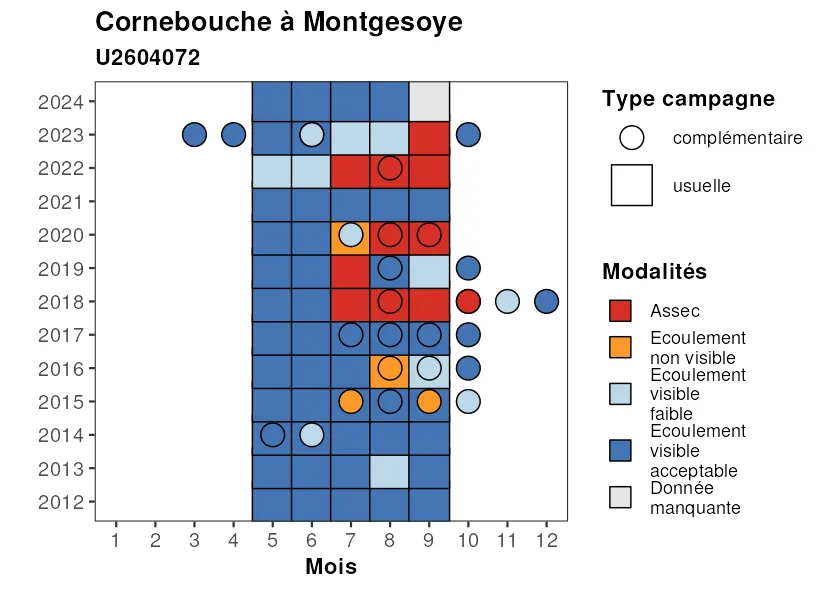 Cornebouche à Montgesoye
U2604072
2024
2023
2022
2021
2020
2019
2018
2017
2016
2015
2014
2013
2012
1 2 3 4 5 6 7 8 9 10 11 12
Mois
Type campagne
complémentaire
usuelle
Modalités
Assec
Ecoulement
non visible
Ecoulement
visible
faible
Ecoulement
visible
acceptable
Donnée
manquante